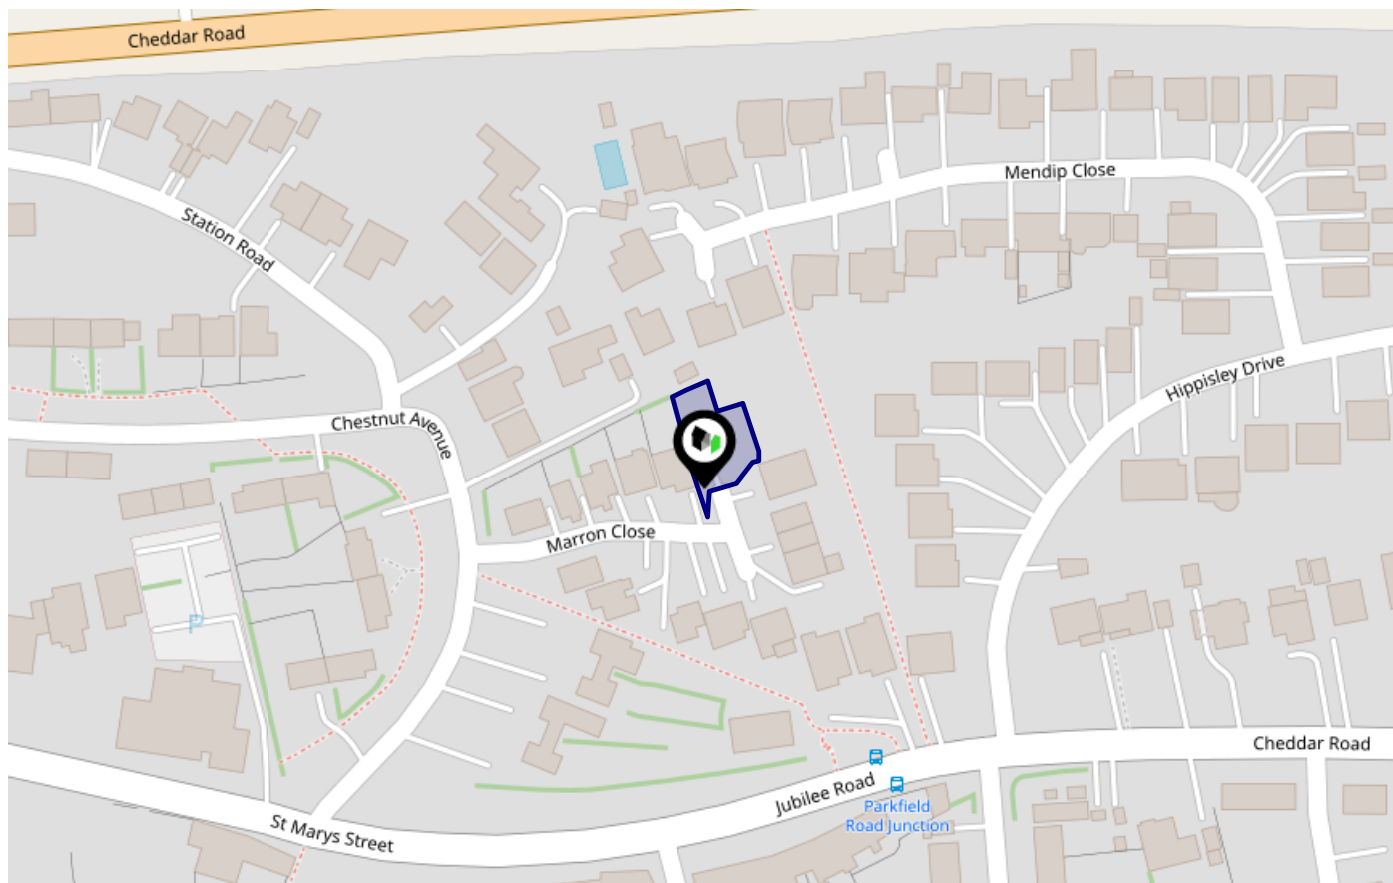 Cheddar Road
Mendip Close
Station Road
Hippisley Drive
Chestnut Avenue
Marron Close
P
Cheddar Road
Jubilee Road
Parkfield
Road Junction
St Marys Street